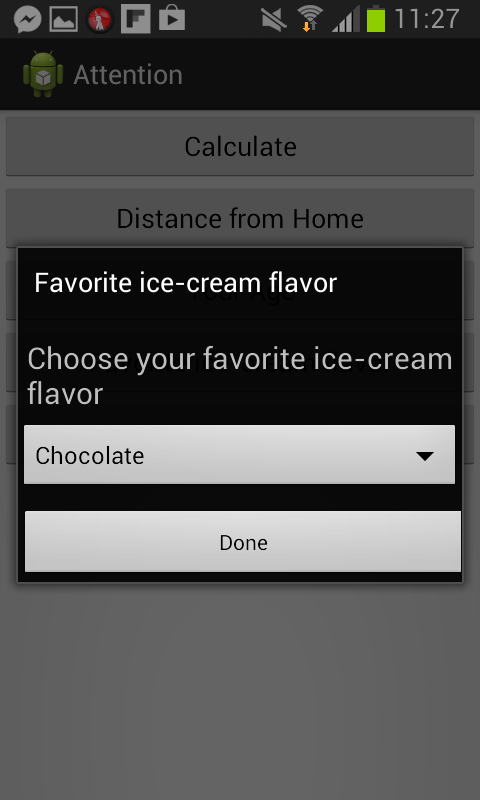 11:27
Attention
Calculate
Distance from Home
Favorite ice-cream flavor
Your Age
Choose your favorite ice-cream
flavor
Chocolate
Done